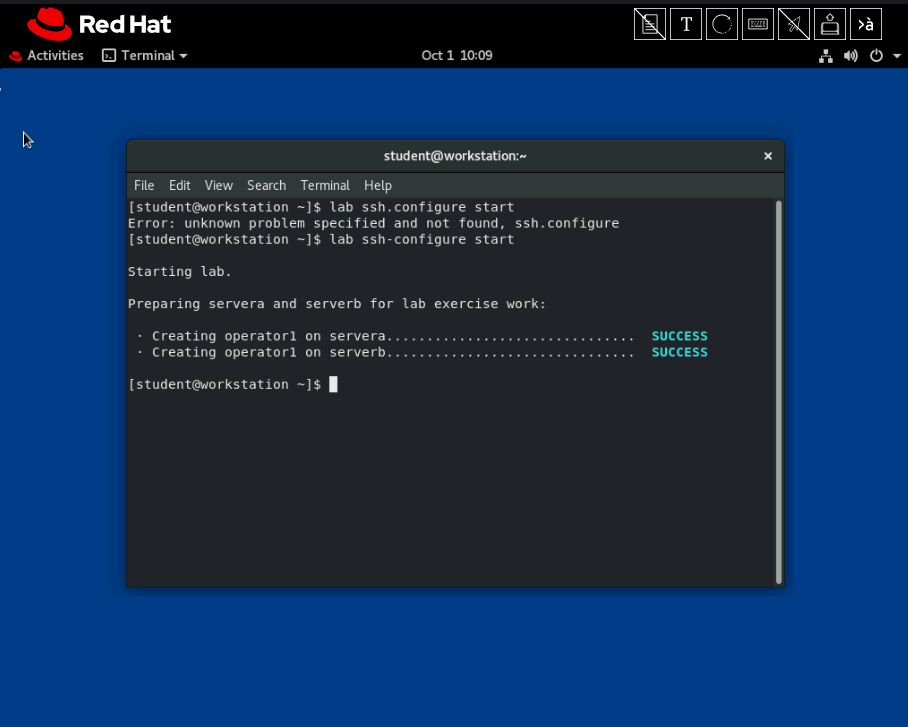 Red Hat
T
›à
Activities Terminal Oct 1 10:09
student@workstation:~ ×
File Edit View Search Terminal Help
[student@workstation ~]$ lab ssh.configure start
Error: unknown problem specified and not found, ssh.configure
[student@workstation ~]$ lab ssh-configure start
Starting lab.
Preparing servera and serverb for lab exercise work:
· Creating operator1 on servera............................... SUCCESS
· Creating operator1 on serverb............................... SUCCESS
[student@workstation ~]$